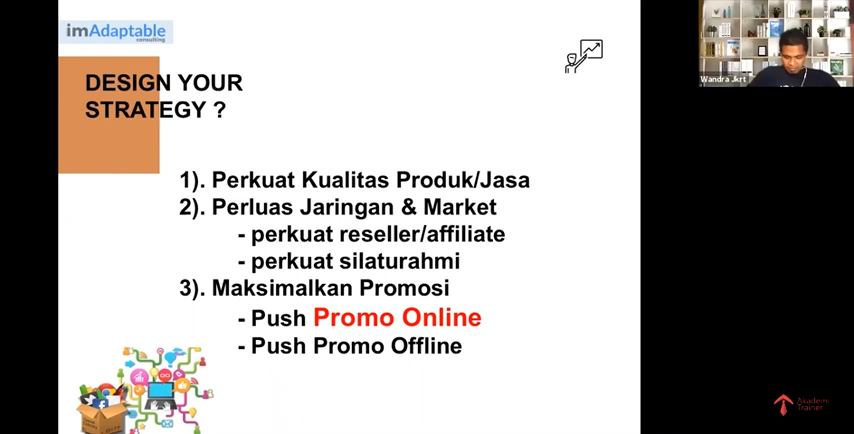 imAdaptable
consulting
DESIGN YOUR
STRATEGY ?
1). Perkuat Kualitas Produk/Jasa
2). Perluas Jaringan & Market
- perkuat reseller/affiliate
- perkuat silaturahmi
3). Maksimalkan Promosi
- Push Promo Online
- Push Promo Offline
Wandra Jkrt
Akademi
Trainer